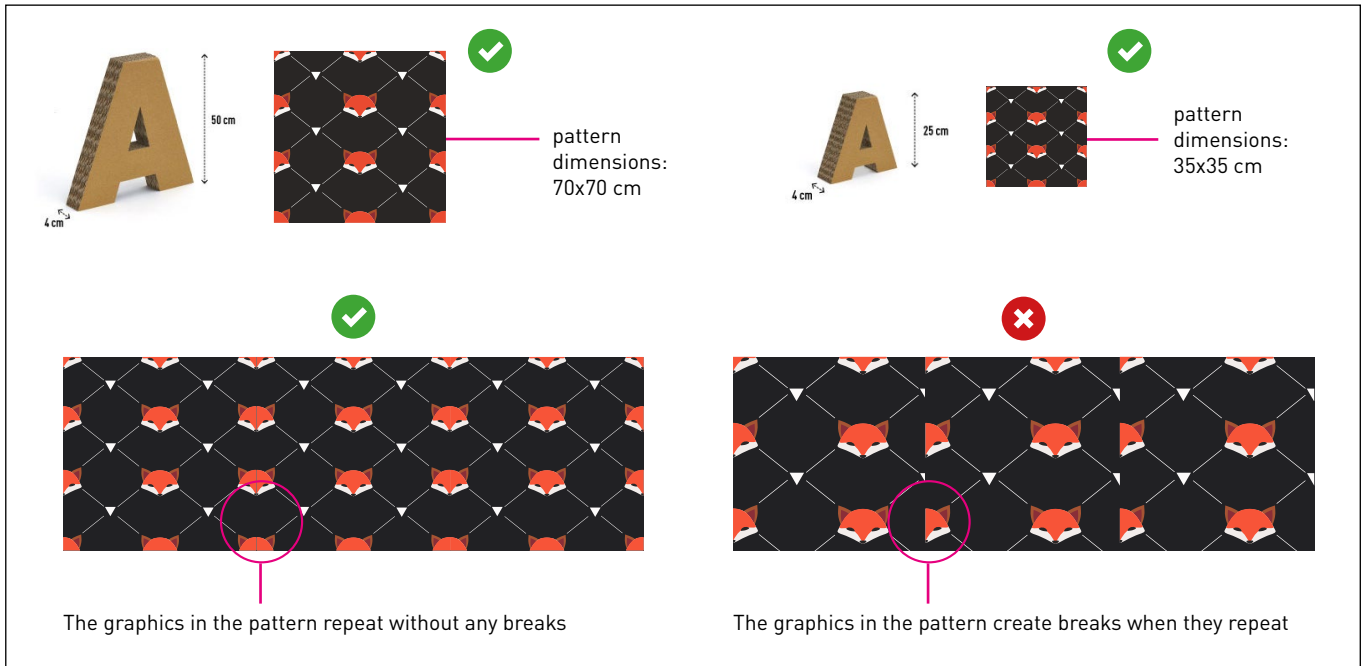 50 cm
4 cm
pattern
dimensions:
70x70 cm
25 cm
4 cm
pattern
dimensions:
35x35 cm
The graphics in the pattern repeat without any breaks
The graphics in the pattern create breaks when they repeat